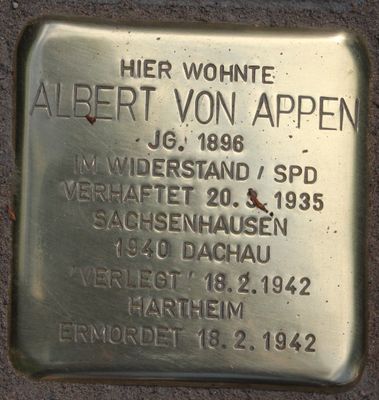 HIER WOHNTE
ALBERT VON APPEN
JG. 1896
IM WIDERSTAND / SPD
VERHAFTET 20. 3. 1935
SACHSENHAUSEN
1940 DACHAU
'VERLEGT' 18.2.1942
HARTHEIM
ERMORDET 18.2.1942